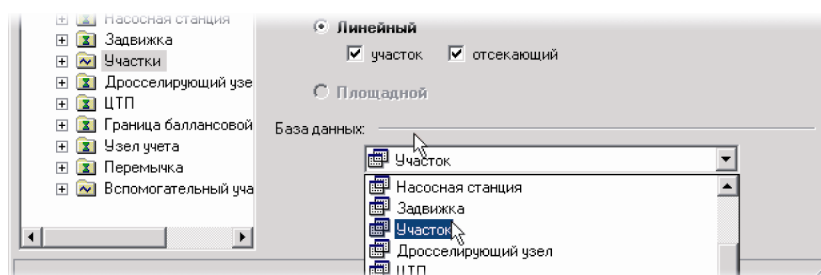 Насосная станция
Задвижка
Участки
Дросселирующий узе
ЦТП
Граница баллансовой
Узел учета
Перемычка
Вспомогательный уча
Линейный
участок отсекающий
Площадной
База данных:
Участок
Насосная станция
Задвижка
Участок
Дросселирующий узел
ЦТП